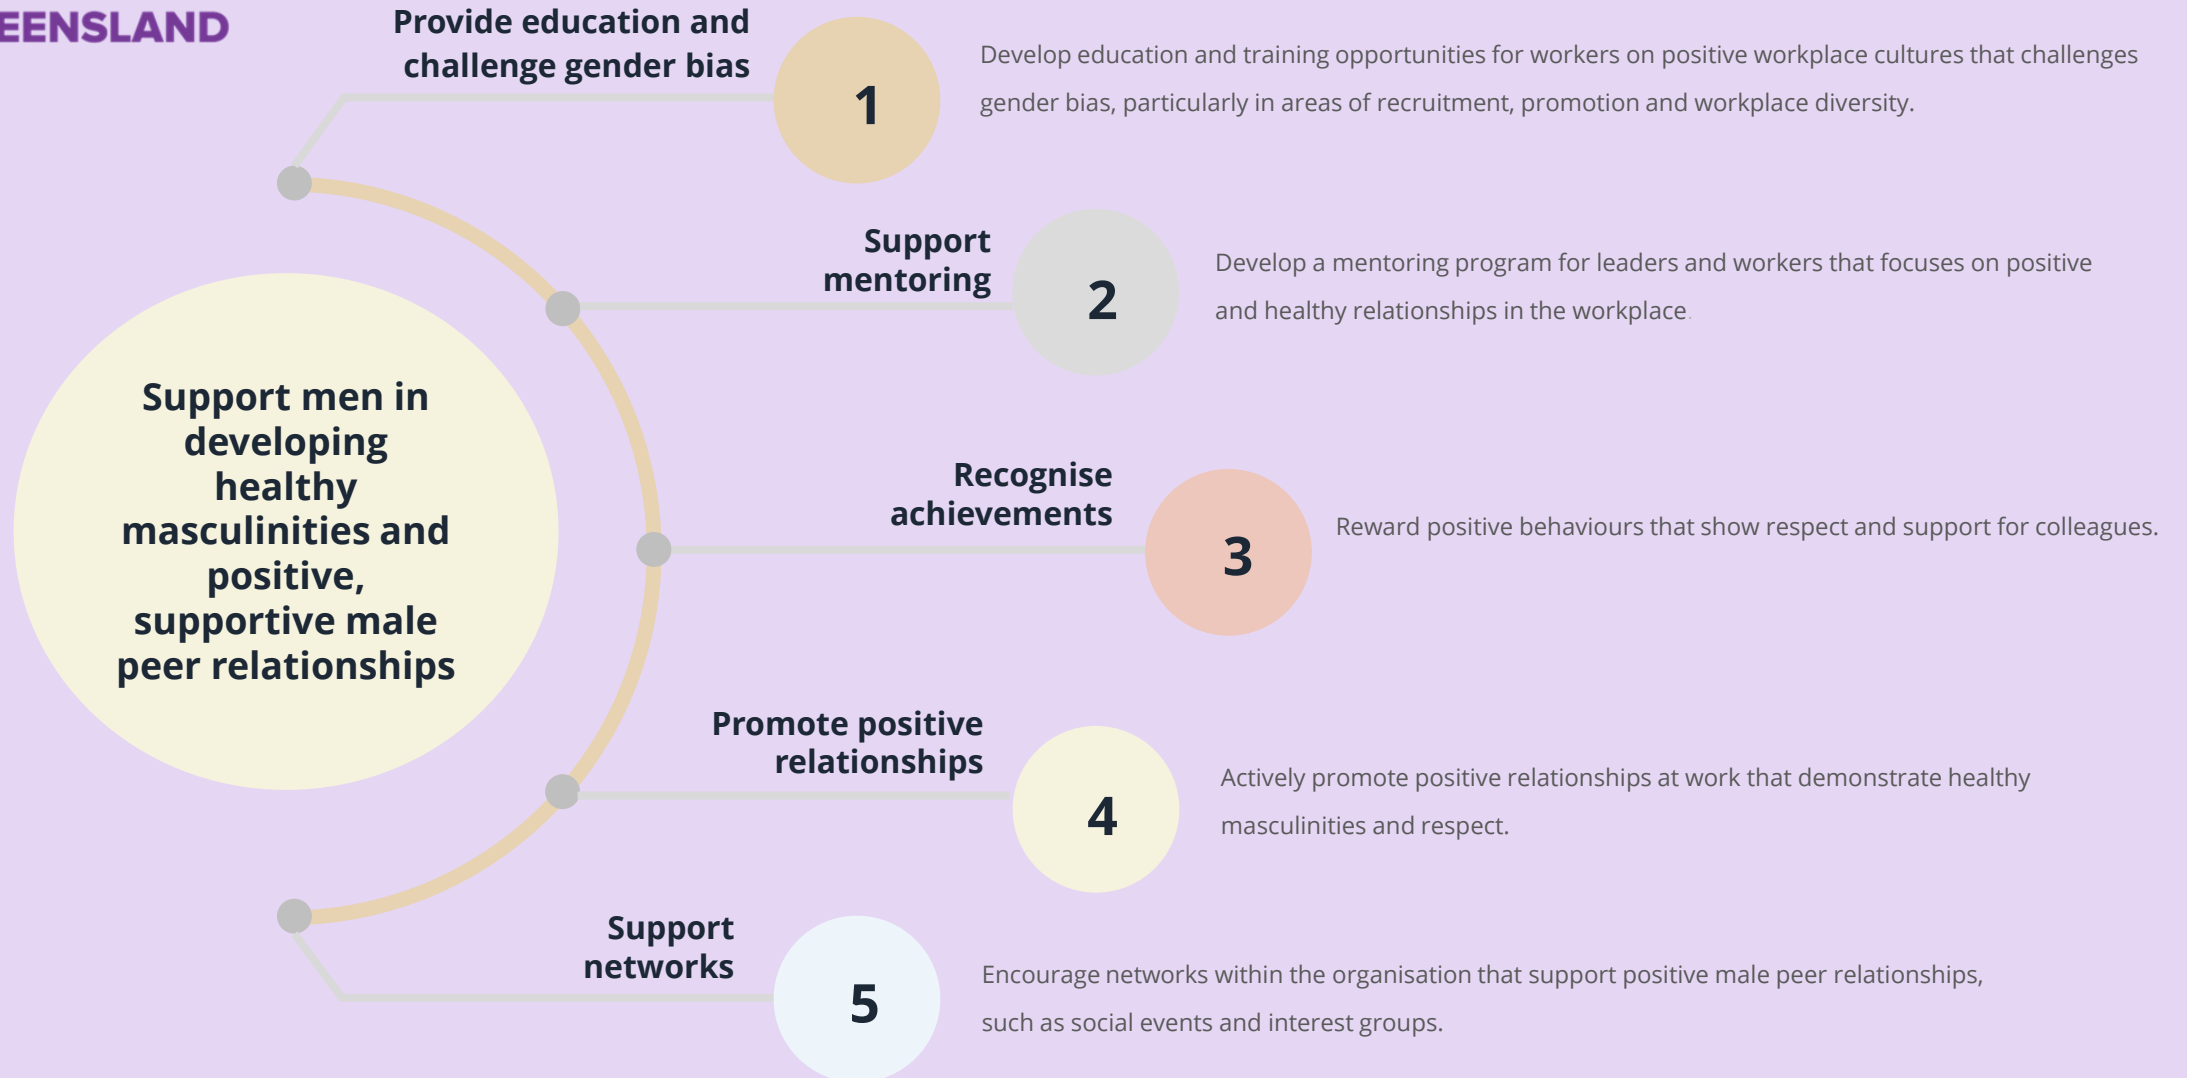 EENSLAND
Provide education and
challenge gender bias
1
Develop education and training opportunities for workers on positive workplace cultures that challenges
gender bias, particularly in areas of recruitment, promotion and workplace diversity.
Support
mentoring
2
Develop a mentoring program for leaders and workers that focuses on positive
and healthy relationships in the workplace.
Support men in
developing
healthy
masculinities and
positive,
supportive male
peer relationships
Recognise
achievements
3
Reward positive behaviours that show respect and support for colleagues.
Promote positive
relationships
4
Actively promote positive relationships at work that demonstrate healthy
masculinities and respect.
Support
networks
5
Encourage networks within the organisation that support positive male peer relationships,
such as social events and interest groups.